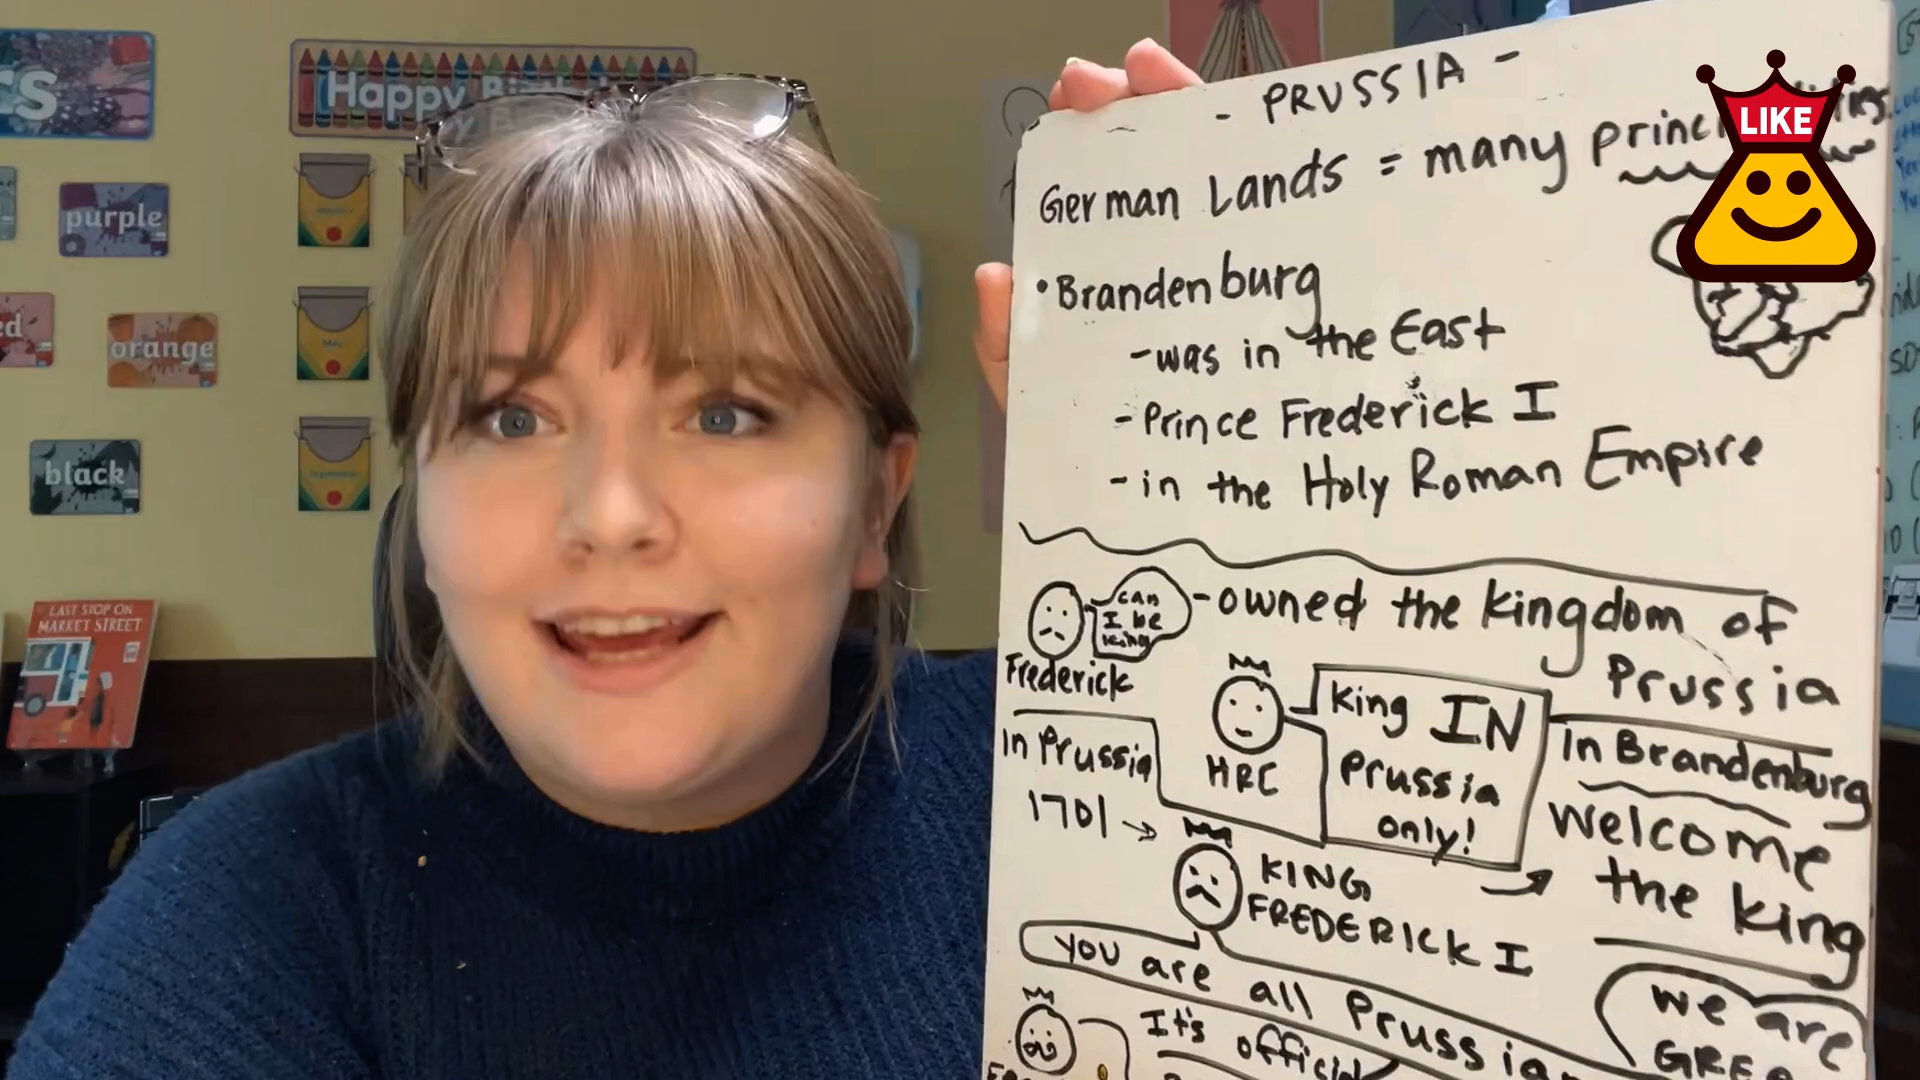 Happy
purple
orange
black
LAST STOP ON
MARKET STREET
- PRUSSIA -
LIKE
German Lands = many
• Brandenburg
- was in the East
- Prince Frederick I
- in the Holy Roman Empire
can
I be
king
Frederick
- owned the kingdom of
Prussia
HRE
King IN
Prussia
only!
in Prussia
1701 →
KING
FREDERICK I
in Brandenburg
Welcome
the king
you are all Prussian
It's
we are